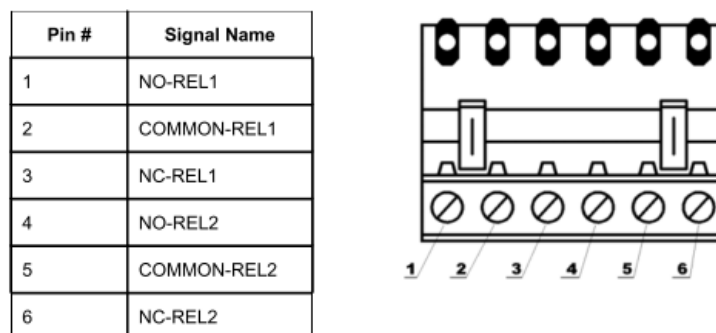 Pin # Signal Name
1 NO-REL1
2 COMMON-REL1
3 NC-REL1
4 NO-REL2
5 COMMON-REL2
6 NC-REL2
1 2 3 4 5 6